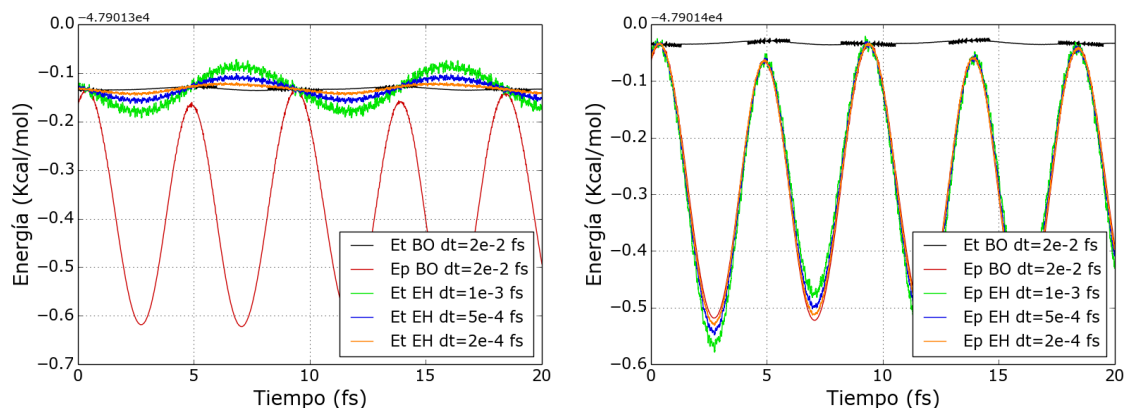 −4.79013e4
0.0
−0.1
−0.2
−0.3
−0.4
−0.5
−0.6
−0.7
Energía (Kcal/mol)
0 5 10 15 20
Tiempo (fs)
Et BO dt=2e-2 fs
Ep BO dt=2e-2 fs
Et EH dt=1e-3 fs
Et EH dt=5e-4 fs
Et EH dt=2e-4 fs
−4.79014e4
0.0
−0.1
−0.2
−0.3
−0.4
−0.5
−0.6
Energía (Kcal/mol)
0 5 10 15 20
Tiempo (fs)
Et BO dt=2e-2 fs
Ep BO dt=2e-2 fs
Ep EH dt=1e-3 fs
Ep EH dt=5e-4 fs
Ep EH dt=2e-4 fs